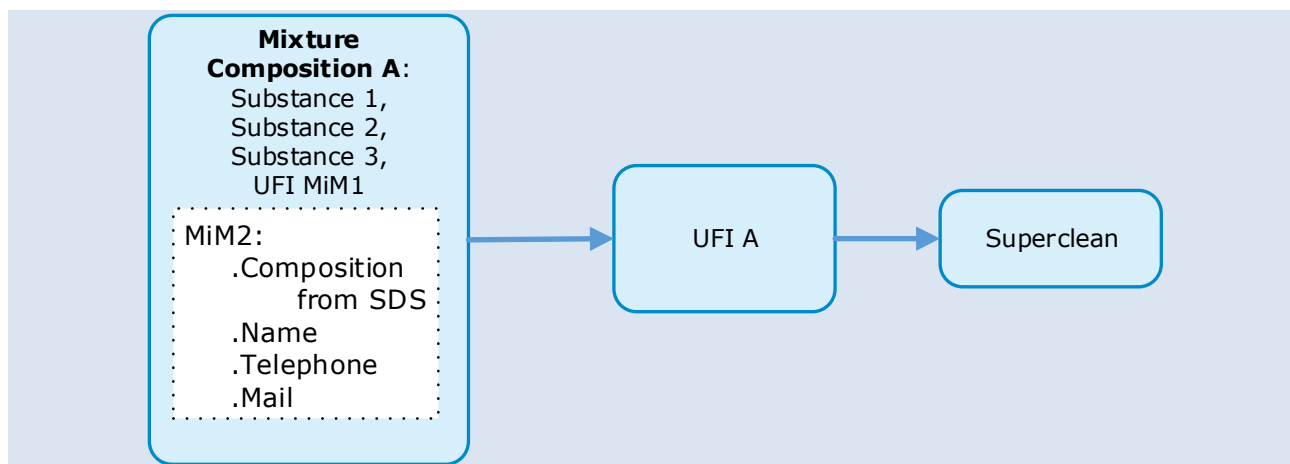 Mixture
Composition A:
Substance 1,
Substance 2,
Substance 3,
UFI MiM1
MiM2:
.Composition
from SDS
.Name
.Telephone
.Mail
UFI A
Superclean